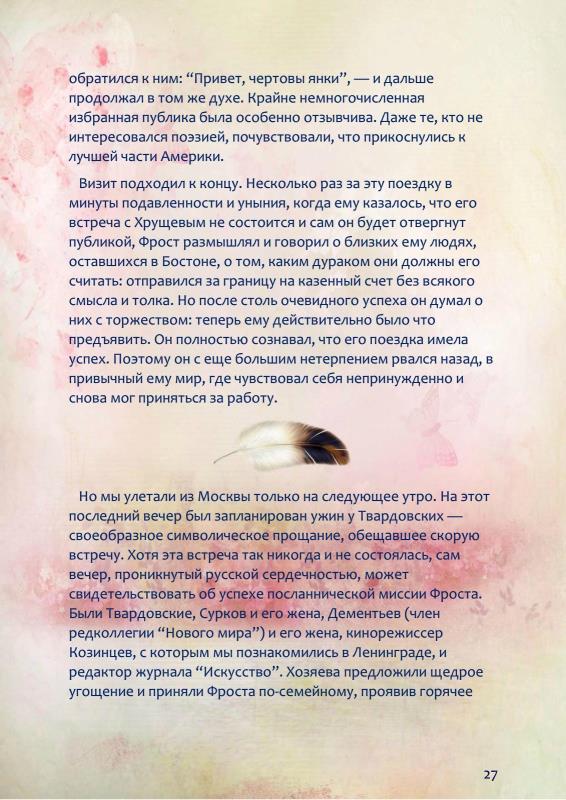 обратился к ним: “Привет, чертовы янки”, — и дальше
продолжал в том же духе. Крайне немногочисленная
избранная публика была особенно отзывчива. Даже те, кто не
интересовался поэзией, почувствовали, что прикоснулись к
лучшей части Америки.
Визит подходил к концу. Несколько раз за эту поездку в
минуты подавленности и уныния, когда ему казалось, что его
встреча с Хрущевым не состоится и сам он будет отвергнут
публикой, Фрост размышлял и говорил о близких ему людях,
оставшихся в Бостоне, о том, каким дураком они должны его
считать: отправился за границу на казенный счет без всякого
смысла и толка. Но после столь очевидного успеха он думал о
них с торжеством: теперь ему действительно было что
предъявить. Он полностью сознавал, что его поездка имела
успех. Поэтому он с еще большим нетерпением рвался назад, в
привычный ему мир, где чувствовал себя непринужденно и
снова мог приняться за работу.
Но мы улетали из Москвы только на следующее утро. На этот
последний вечер был запланирован ужин у Твардовских —
своеобразное символическое прощание, обещавшее скорую
встречу. Хотя эта встреча так никогда и не состоялась, сам
вечер, проникнутый русской сердечностью, может
свидетельствовать об успехе посланнической миссии Фроста.
Были Твардовские, Сурков и его жена, Дементьев (член
редколлегии “Нового мира”) и его жена, кинорежиссер
Козинцев, с которым мы познакомились в Ленинграде, и
редактор журнала “Искусство”. Хозяева предложили щедрое
угощение и приняли Фроста по-семейному, проявив горячее
27